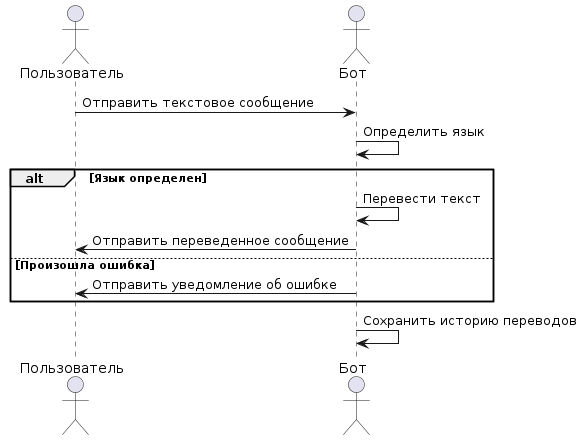 Пользователь
Бот
Отправить текстовое сообщение
Определить язык
alt
[Язык определен]
Перевести текст
Отправить переведенное сообщение
[Произошла ошибка]
Отправить уведомление об ошибке
Сохранить историю переводов
Пользователь
Бот